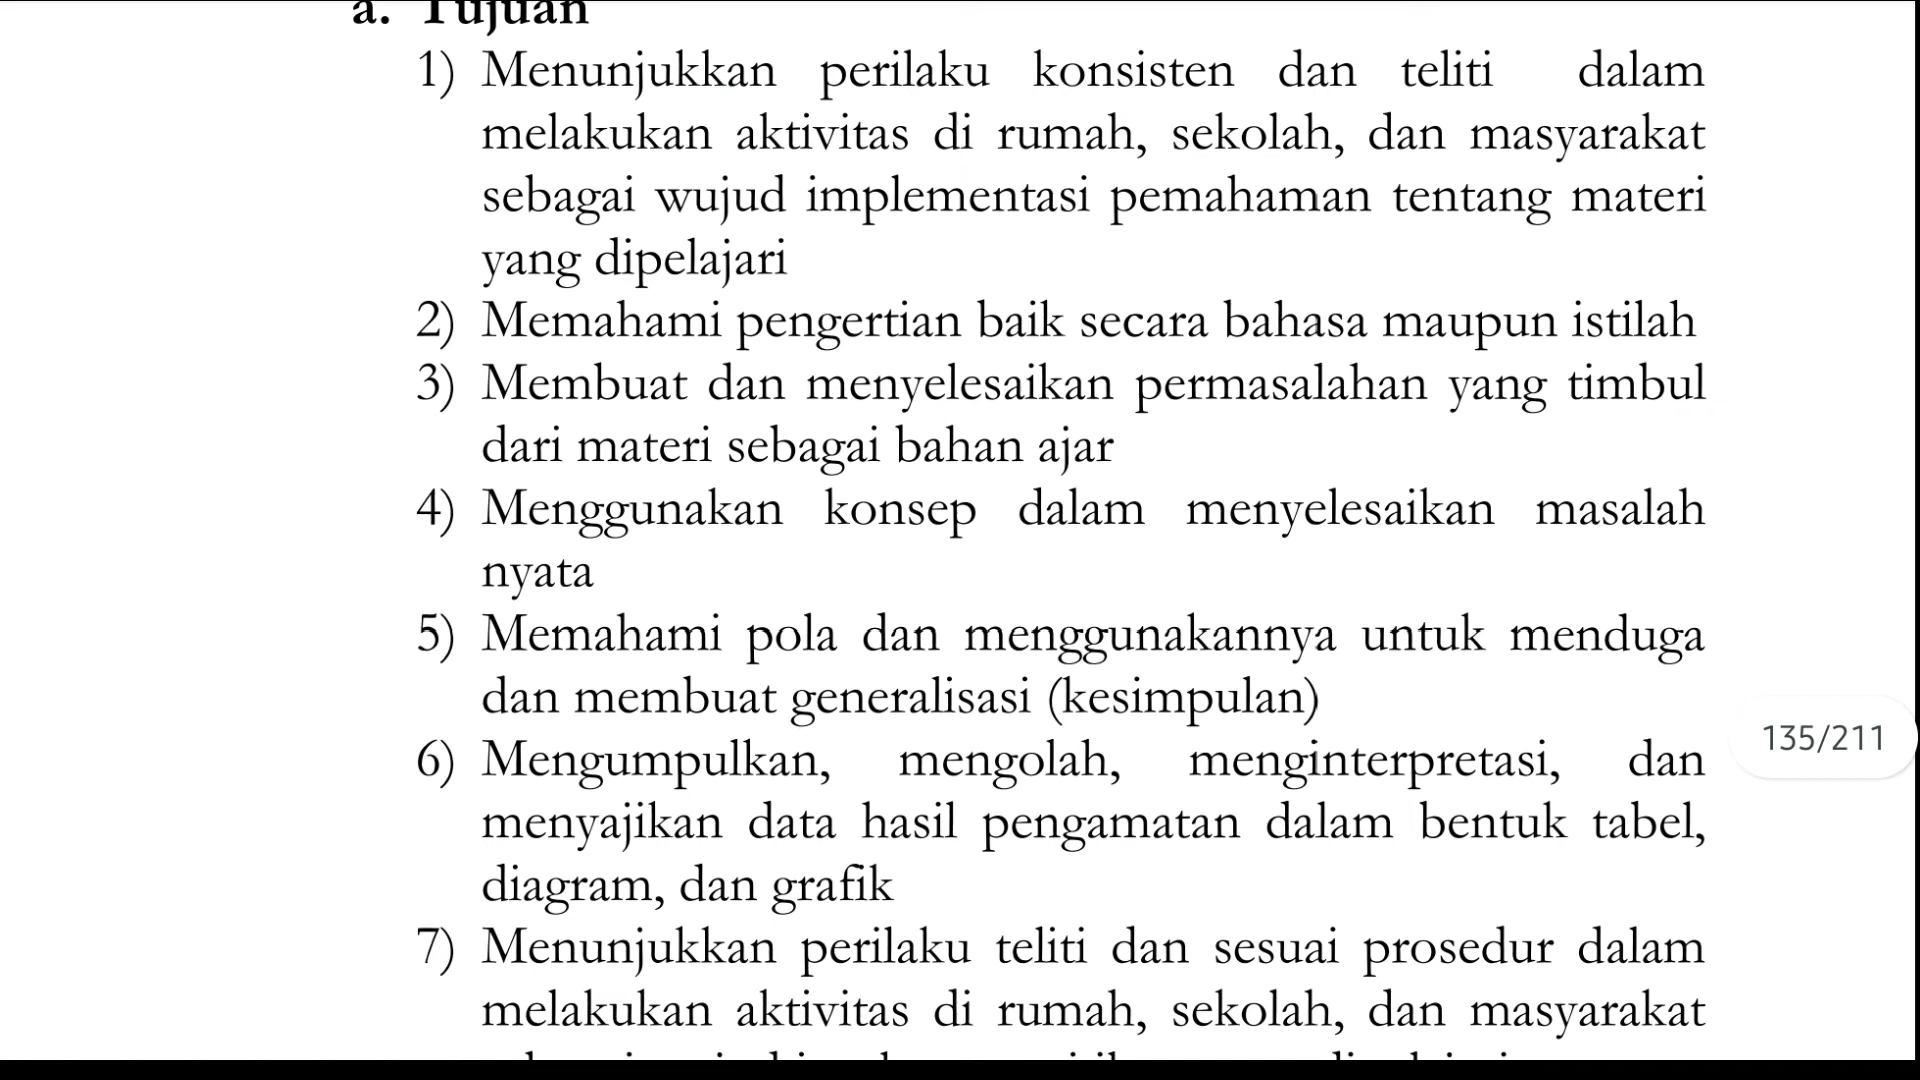 a. Tujuan
1) Menunjukkan perilaku konsisten dan teliti dalam
melakukan aktivitas di rumah, sekolah, dan masyarakat
sebagai wujud implementasi pemahaman tentang materi
yang dipelajari
2) Memahami pengertian baik secara bahasa maupun istilah
3) Membuat dan menyelesaikan permasalahan yang timbul
dari materi sebagai bahan ajar
4) Menggunakan konsep dalam menyelesaikan masalah
nyata
5) Memahami pola dan menggunakannya untuk menduga
dan membuat generalisasi (kesimpulan)
135/211
6) Mengumpulkan, mengolah, menginterpretasi, dan
menyajikan data hasil pengamatan dalam bentuk tabel,
diagram, dan grafik
7) Menunjukkan perilaku teliti dan sesuai prosedur dalam
melakukan aktivitas di rumah, sekolah, dan masyarakat